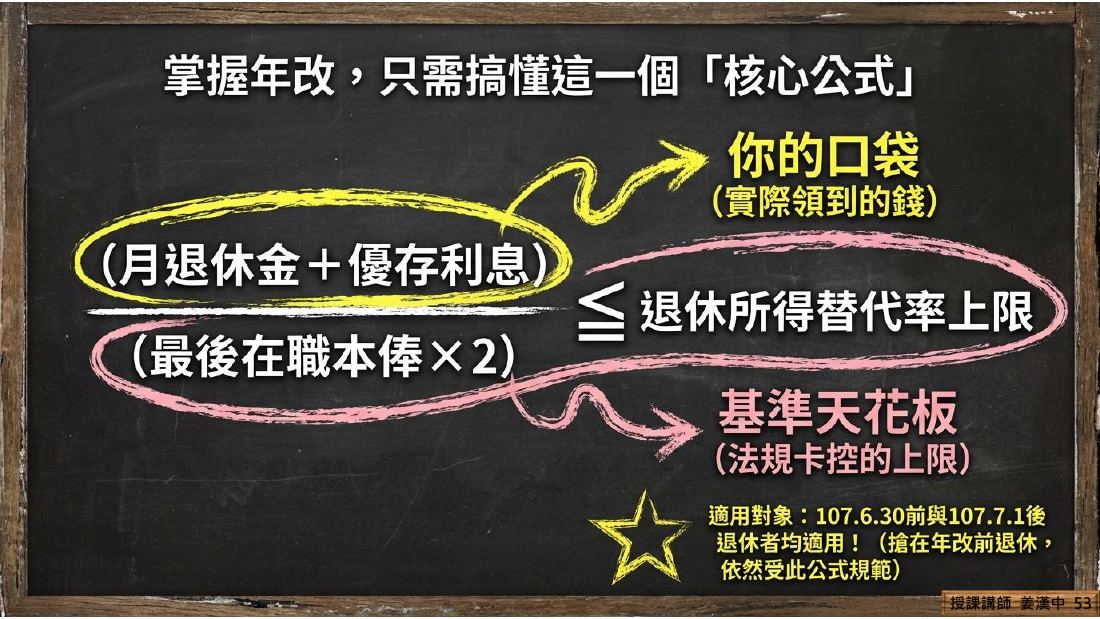 掌握年改，只需搞懂這一個「核心公式」
你的口袋
（實際領到的錢）
（月退休金＋優存利息）
（最後在職本俸×2）
≦ 退休所得替代率上限
基準天花板
（法規卡控的上限）
適用對象：107.6.30前與107.7.1後
退休者均適用！（搶在年改前退休，
依然受此公式規範）
授課講師 姜漢中 53